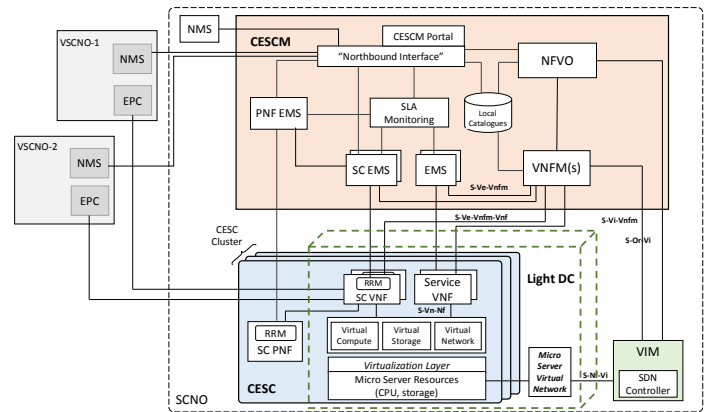 VSCNO-1
NMS
EPC
VSCNO-2
NMS
EPC
NMS
CESCM
CESCM Portal
"Northbound Interface"
NFVO
PNF EMS
SLA
Monitoring
Local
Catalogues
SC EMS
EMS
VNFM(s)
S-Ve-Vnfm
S-Ve-Vnfm-Vnf
S-Vi-Vnfm
S-Or-Vi
CESC
Cluster
Light DC
RRM
SC VNF
Service
VNF
S-Vn-Nf
RRM
SC PNF
Virtual
Compute
Virtual
Storage
Virtual
Network
Virtualization Layer
Micro Server Resources
(CPU, storage)
CESC
Micro
Server
Virtual
Network
S-Nf-Vi
VIM
SDN
Controller
SCNO